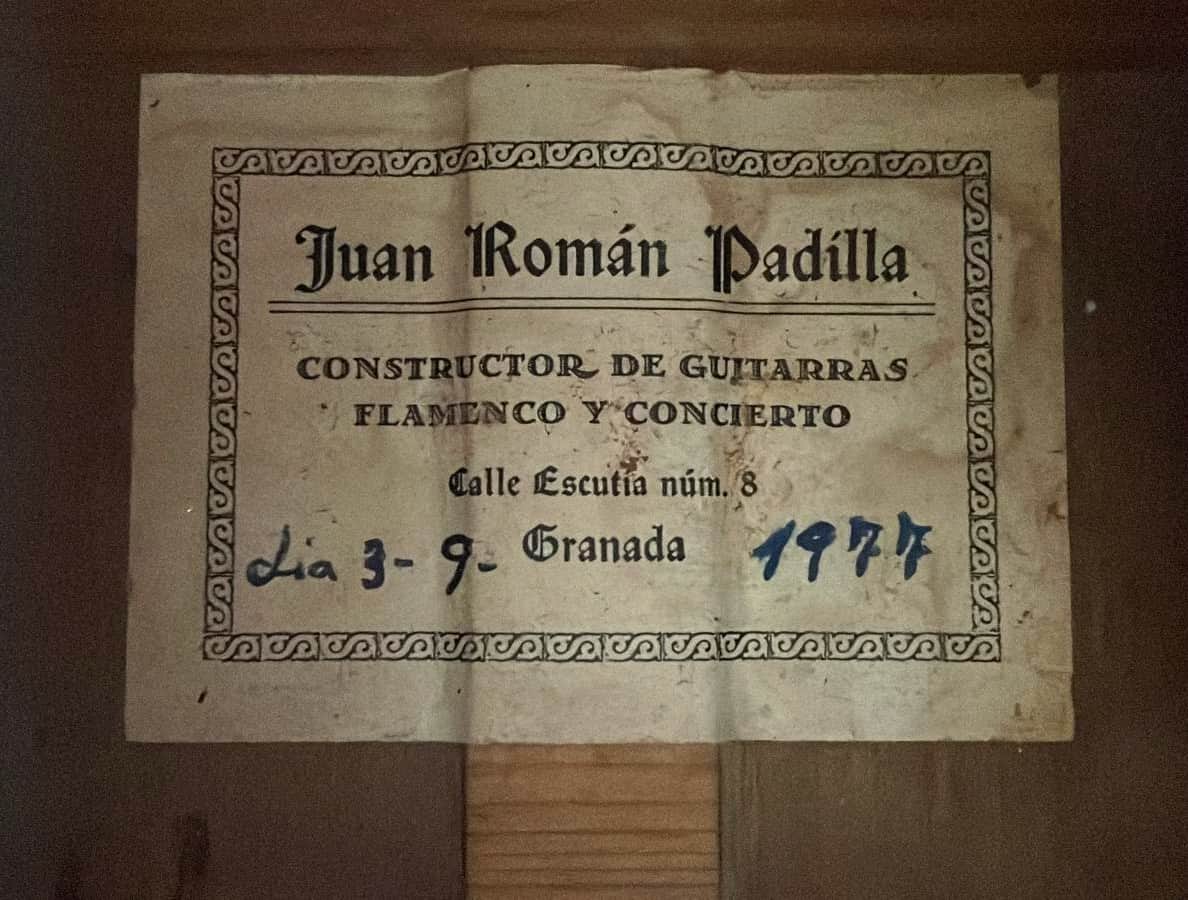 Juan Román Padilla
CONSTRUCTOR DE GUITARRAS
FLAMENCO Y CONCIERTO
Calle Escutia núm. 8
dia 3-9- Granada 1977